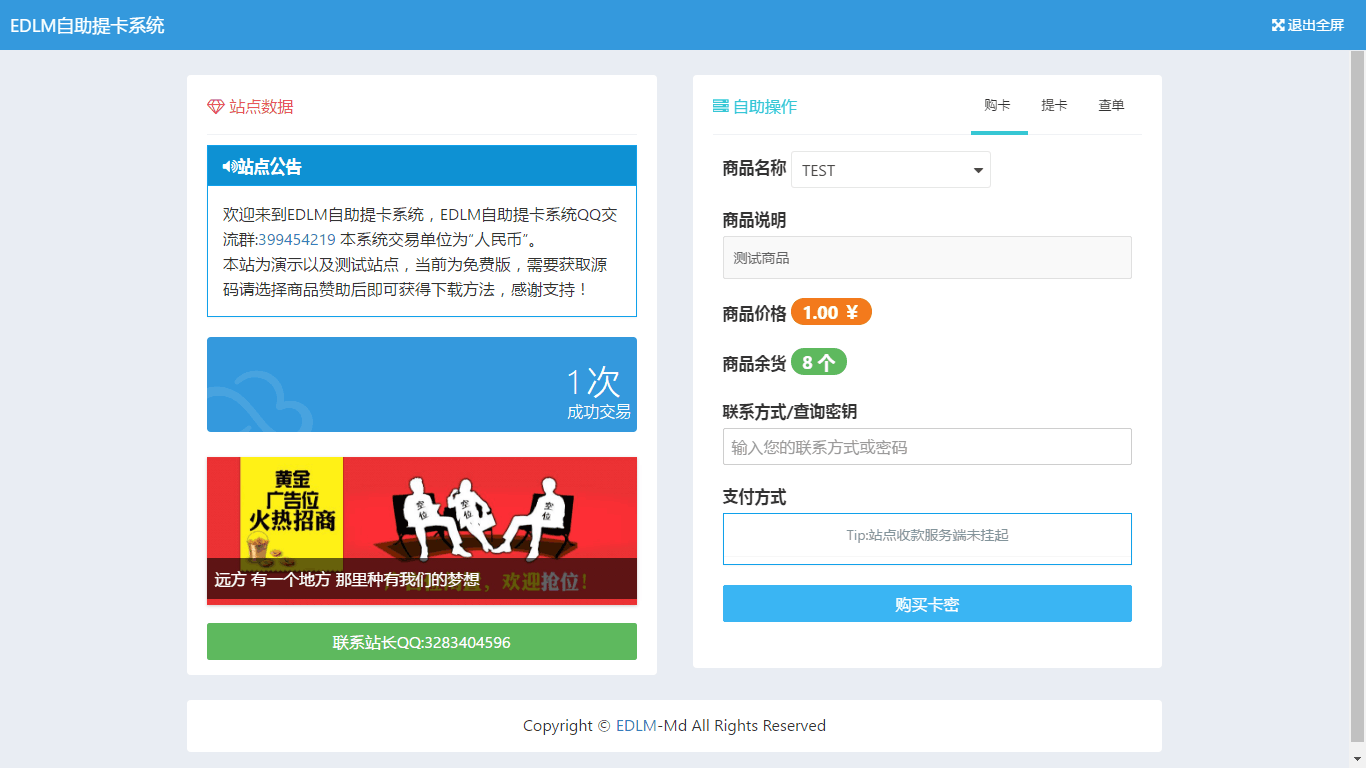 EDLM自助提卡系统
退出全屏
站点数据
站点公告
欢迎来到EDLM自助提卡系统，EDLM自助提卡系统QQ交
流群:399454219 本系统交易单位为“人民币”。
本站为演示以及测试站点，当前为免费版，需要获取源
码请选择商品赞助后即可获得下载方法，感谢支持！
1次
成功交易
黄金
广告位
火热招商
空位
空位
空位
欢迎抢位!
远方 有一个地方 那里种有我们的梦想
联系站长QQ:3283404596
自助操作
购卡
提卡
查单
商品名称 TEST
商品说明
测试商品
商品价格 1.00 ¥
商品余货 8 个
联系方式/查询密钥
输入您的联系方式或密码
支付方式
Tip:站点收款服务端未挂起
购买卡密
Copyright © EDLM-Md All Rights Reserved